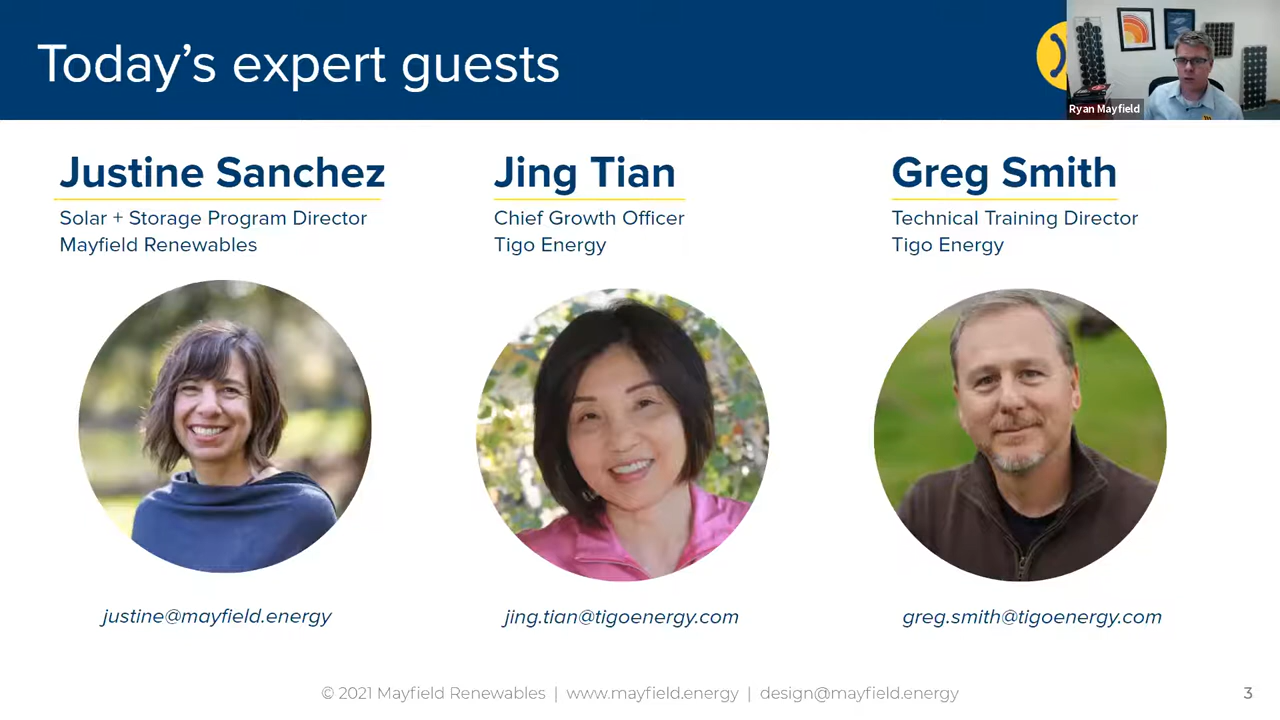 Today's expert guests
Ryan Mayfield
Justine Sanchez
Solar + Storage Program Director
Mayfield Renewables
justine@mayfield.energy
Jing Tian
Chief Growth Officer
Tigo Energy
jing.tian@tigoenergy.com
Greg Smith
Technical Training Director
Tigo Energy
greg.smith@tigoenergy.com
© 2021 Mayfield Renewables | www.mayfield.energy | design@mayfield.energy
3